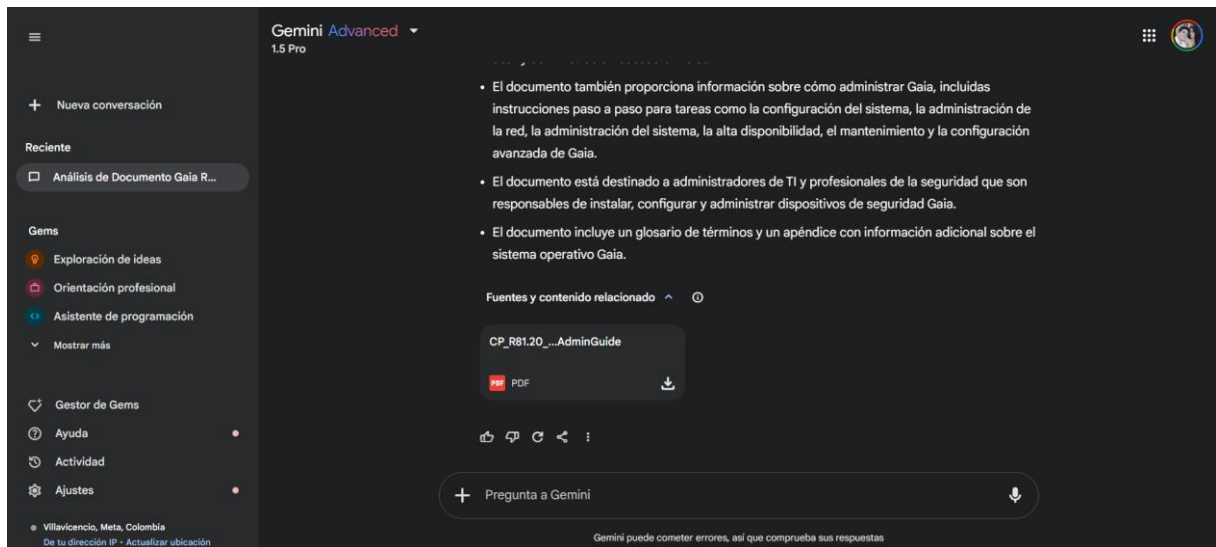 Gemini Advanced
1.5 Pro
Nueva conversación
Reciente
Análisis de Documento Gaia R...
Gems
Exploración de ideas
Orientación profesional
Asistente de programación
Mostrar más
Gestor de Gems
Ayuda
Actividad
Ajustes
Villavicencio, Meta, Colombia
De tu dirección IP • Actualizar ubicación
• El documento también proporciona información sobre cómo administrar Gaia, incluidas
instrucciones paso a paso para tareas como la configuración del sistema, la administración de
la red, la administración del sistema, la alta disponibilidad, el mantenimiento y la configuración
avanzada de Gaia.
• El documento está destinado a administradores de TI y profesionales de la seguridad que son
responsables de instalar, configurar y administrar dispositivos de seguridad Gaia.
• El documento incluye un glosario de términos y un apéndice con información adicional sobre el
sistema operativo Gaia.
Fuentes y contenido relacionado
CP_R81.20_...AdminGuide
PDF PDF
Pregunta a Gemini
Gemini puede cometer errores, así que comprueba sus respuestas